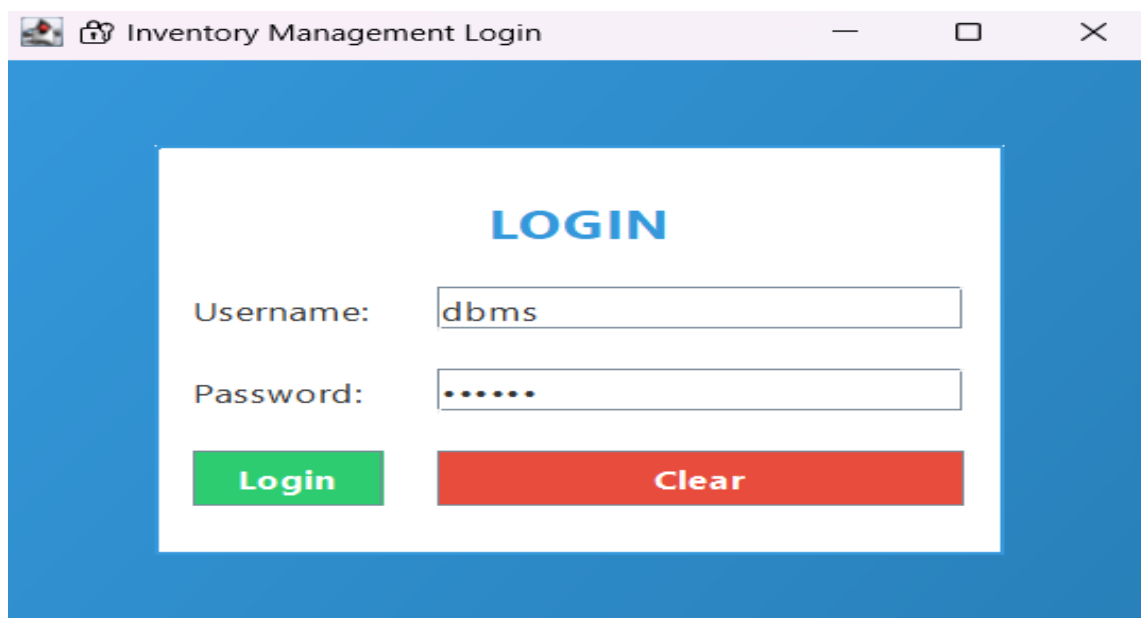 Inventory Management Login
LOGIN
Username: dbms
Password: ••••••
Login Clear